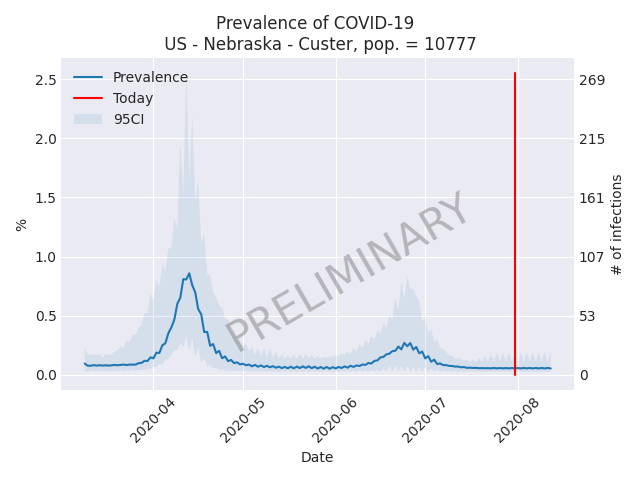 Prevalence of COVID-19
US - Nebraska - Custer, pop. = 10777
Prevalence
Today
95CI
2.5
2.0
1.5
1.0
0.5
0.0
%
269
215
161
107
53
0
# of infections
PRELIMINARY
2020-04
2020-05
2020-06
2020-07
2020-08
Date